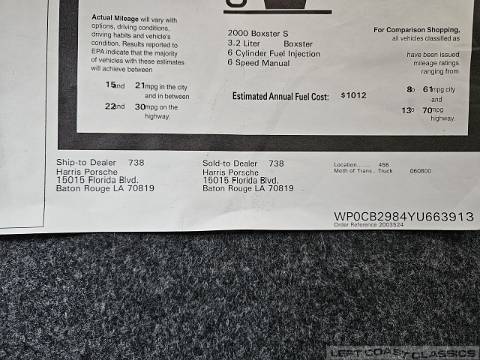 Actual Mileage will vary with
options, driving conditions,
driving habits and vehicle's
condition. Results reported to
EPA indicate that the majority
of vehicles with these estimates
will achieve between
15 and 21 mpg in the city
and in between
22 and 30 mpg on the
highway.
2000 Boxster S
3.2 Liter Boxster
6 Cylinder Fuel Injection
6 Speed Manual
Estimated Annual Fuel Cost: $1012
For Comparison Shopping,
all vehicles classified as
have been issued
mileage ratings
ranging from
8 to 61 mpg city
and
13 to 70 mpg
highway.
Ship-to Dealer 738
Harris Porsche
15015 Florida Blvd.
Baton Rouge LA 70819
Sold-to Dealer 738
Harris Porsche
15015 Florida Blvd.
Baton Rouge LA 70819
Location....... 456
Meth of Trans. Truck 060800
WP0CB2984YU663913
Order Reference 2003524
LEFT COAST CLASSICS